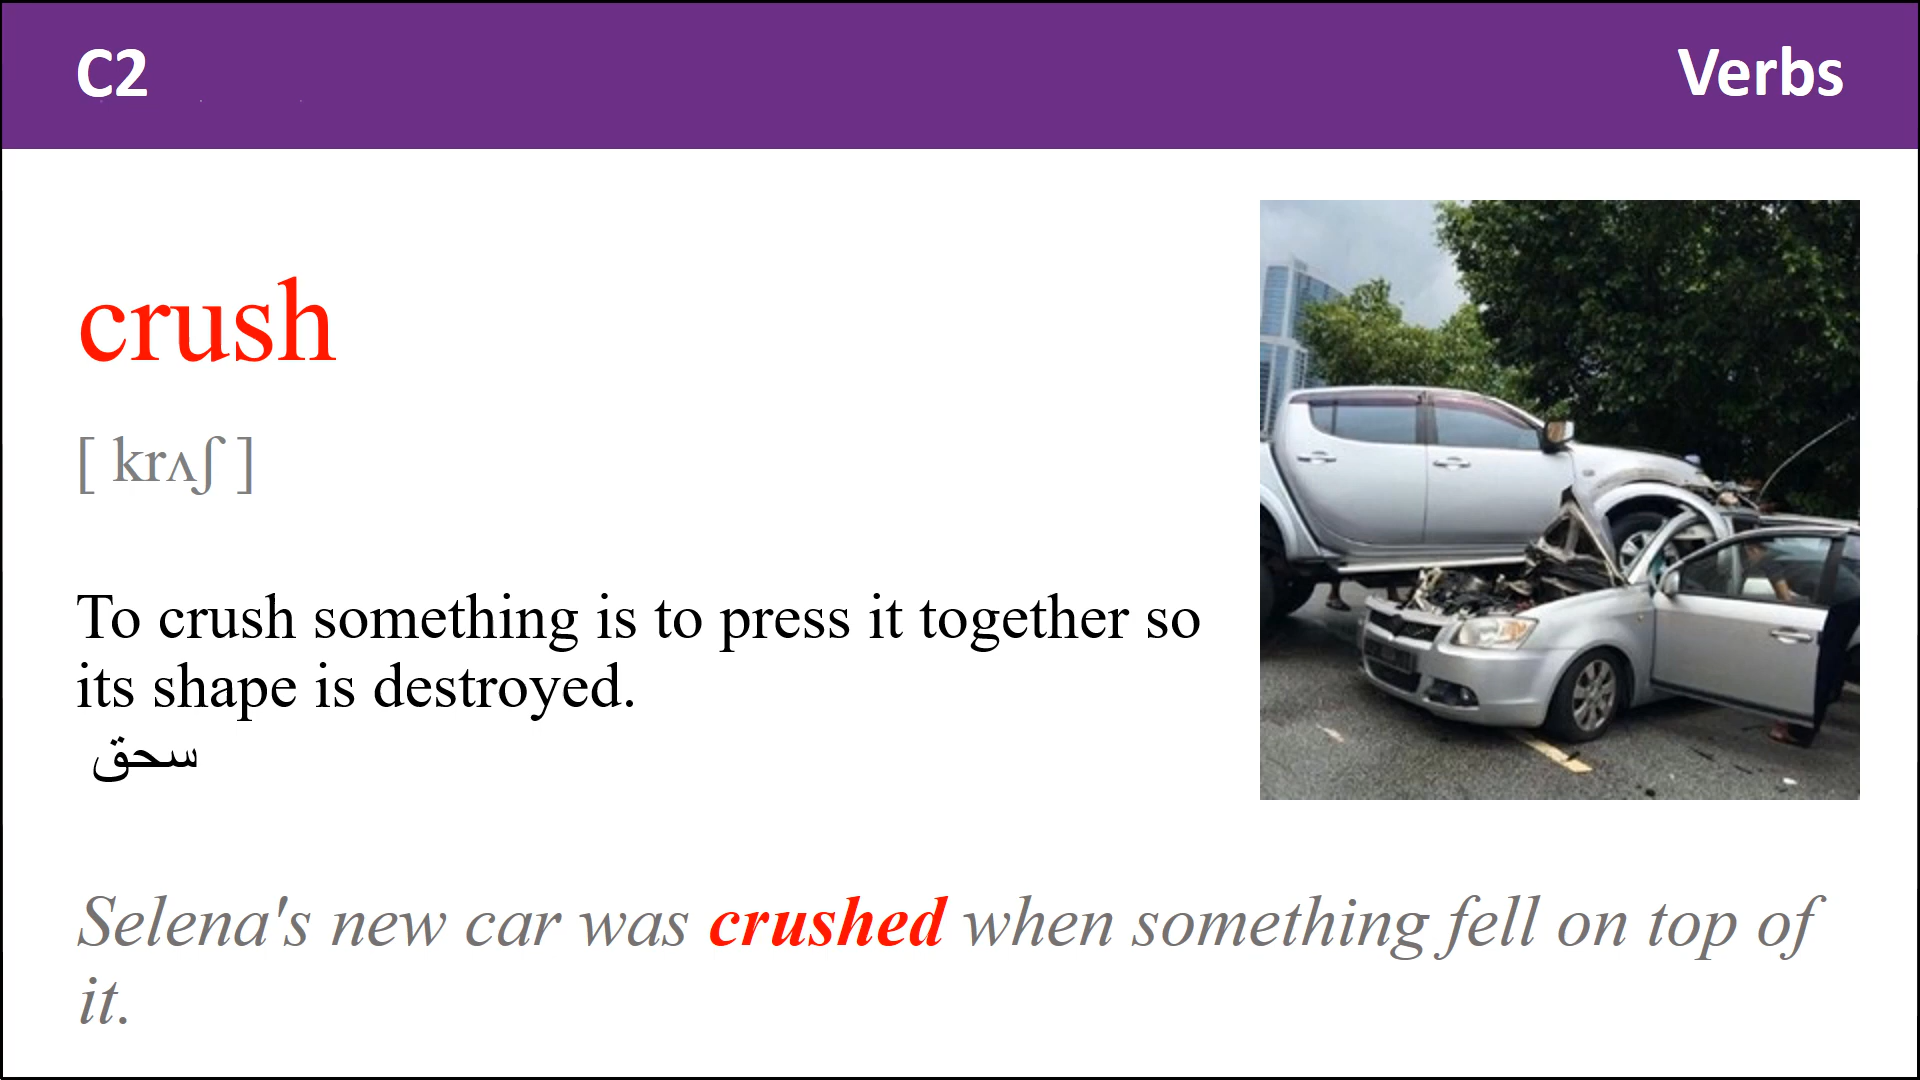 C2
Verbs
crush
[ krʌʃ ]
To crush something is to press it together so
its shape is destroyed.
سحق
Selena's new car was crushed when something fell on top of
it.